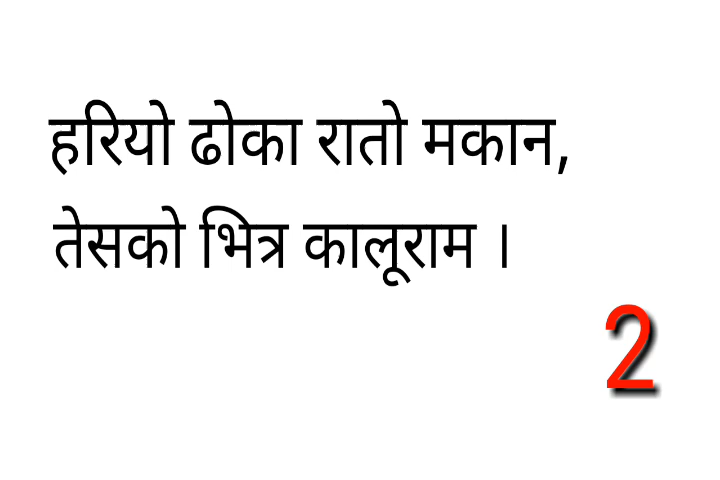 हरियो ढोका रातो मकान,
तेसको भित्र कालूराम ।
2